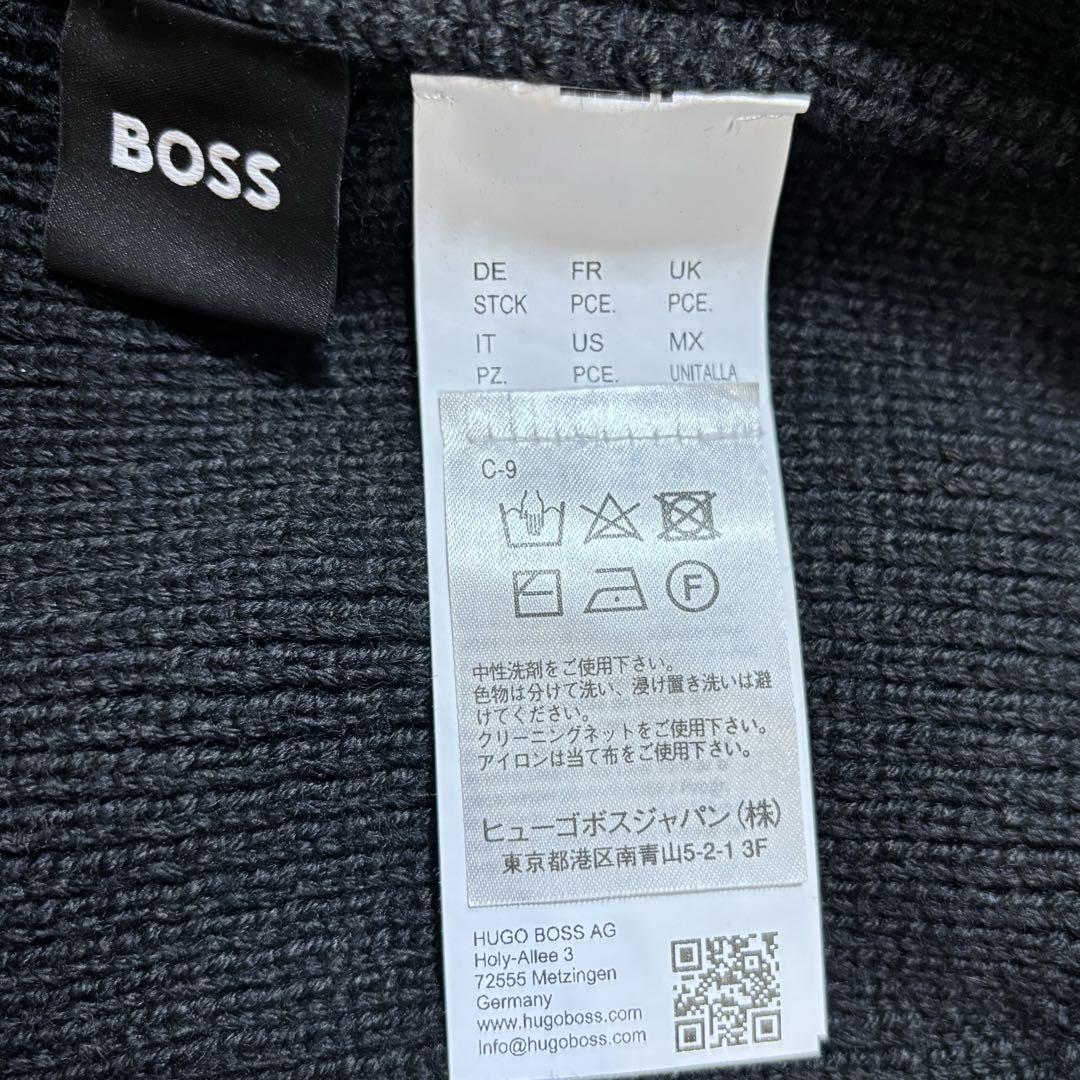 BOSS
DE FR UK
STCK PCE. PCE.
IT US MX
PZ. PCE. UNITALLA
C-9
F
中性洗剤をご使用下さい。
色物は分けて洗い、浸け置き洗いは避
けてください。
クリーニングネットをご使用下さい。
アイロンは当て布をご使用下さい。
ヒューゴボスジャパン(株)
東京都港区南青山5-2-1 3F
HUGO BOSS AG
Holy-Allee 3
72555 Metzingen
Germany
www.hugoboss.com
Info@hugoboss.com